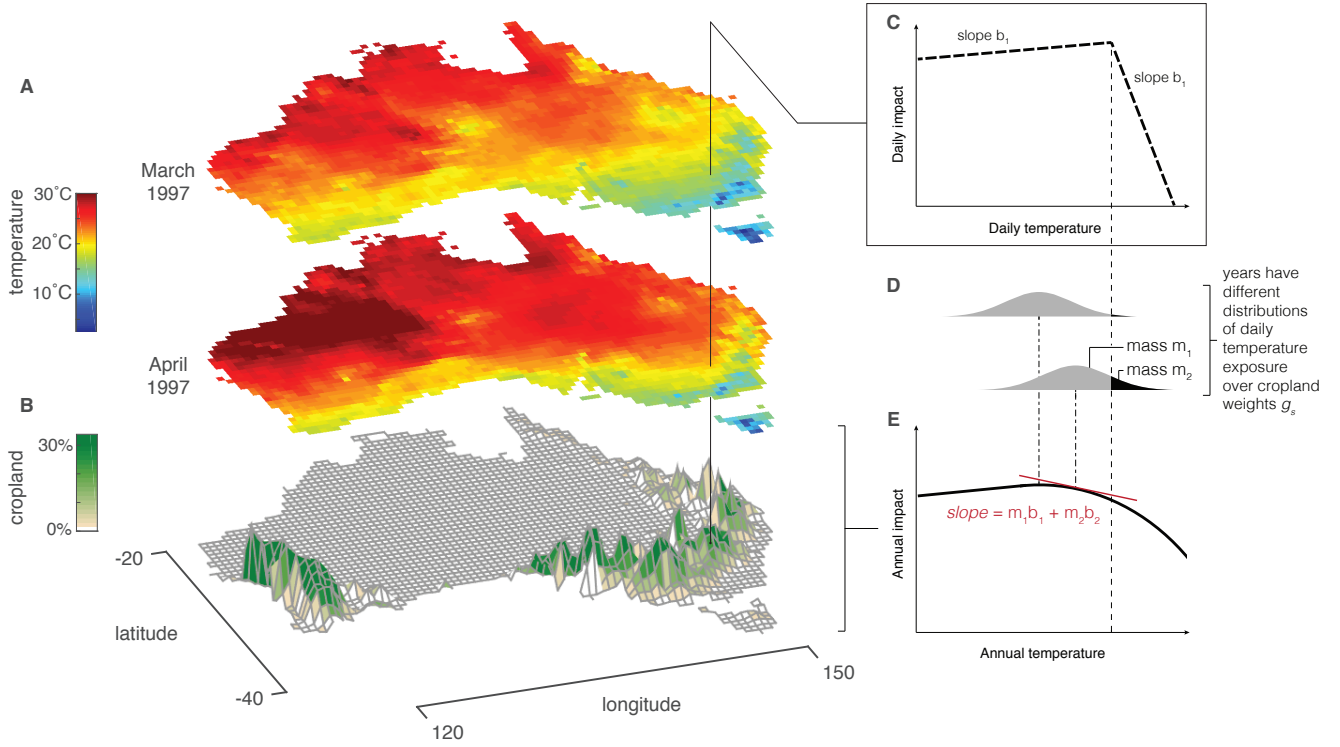 A
March
1997
temperature
30˚C
20˚C
10˚C
April
1997
B
cropland
30%
0%
-20
latitude
-40
120
longitude
150
C
slope b1
slope b1
Daily impact
Daily temperature
D
mass m1
mass m2
years have
different
distributions
of daily
temperature
exposure
over cropland
weights gs
E
Annual impact
slope = m1b1 + m2b2
Annual temperature